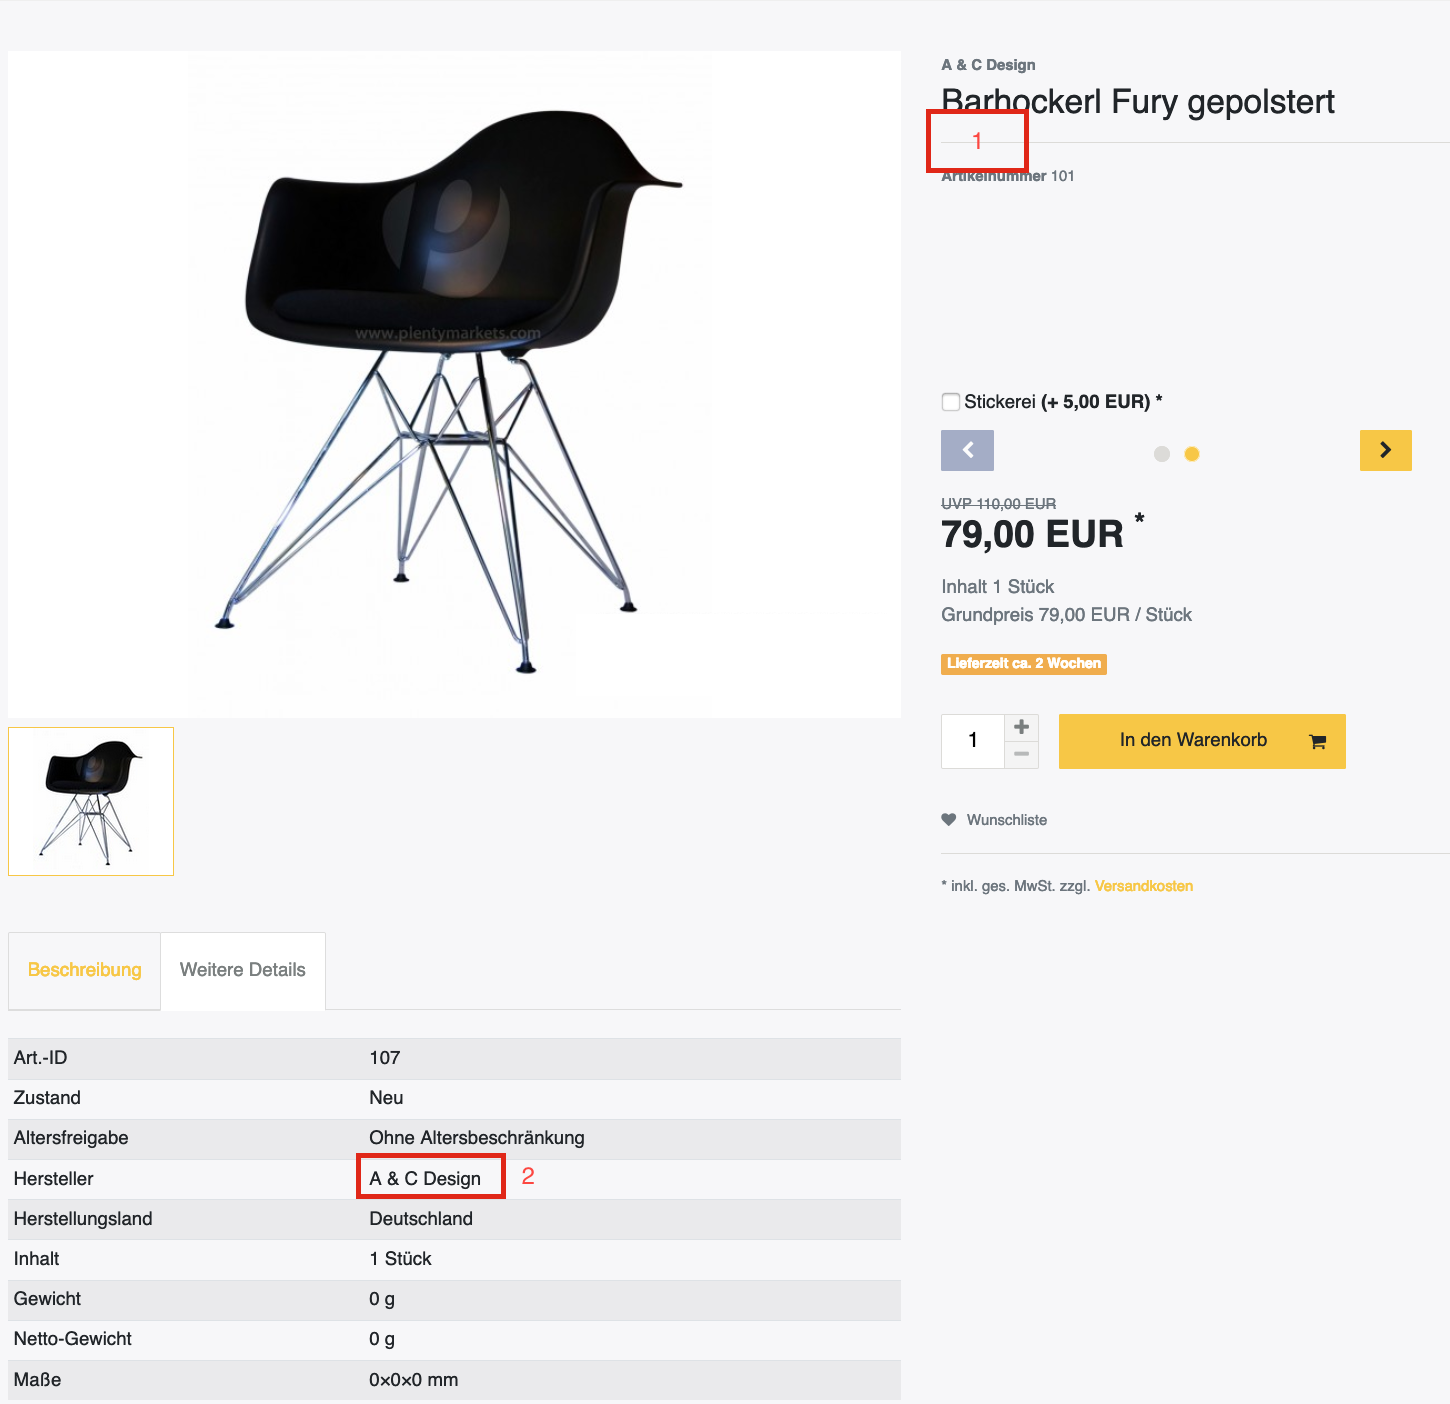 A & C Design
Barhockerl Fury gepolstert
1
Artikelnummer 101
www.plentymarkets.com
Stickerei (+ 5,00 EUR) *
UVP 110,00 EUR
79,00 EUR *
Inhalt 1 Stück
Grundpreis 79,00 EUR / Stück
Lieferzeit ca. 2 Wochen
1
In den Warenkorb
Wunschliste
* inkl. ges. MwSt. zzgl. Versandkosten
Beschreibung Weitere Details
Art.-ID 107
Zustand Neu
Altersfreigabe Ohne Altersbeschränkung
Hersteller A & C Design 2
Herstellungsland Deutschland
Inhalt 1 Stück
Gewicht 0 g
Netto-Gewicht 0 g
Maße 0×0×0 mm